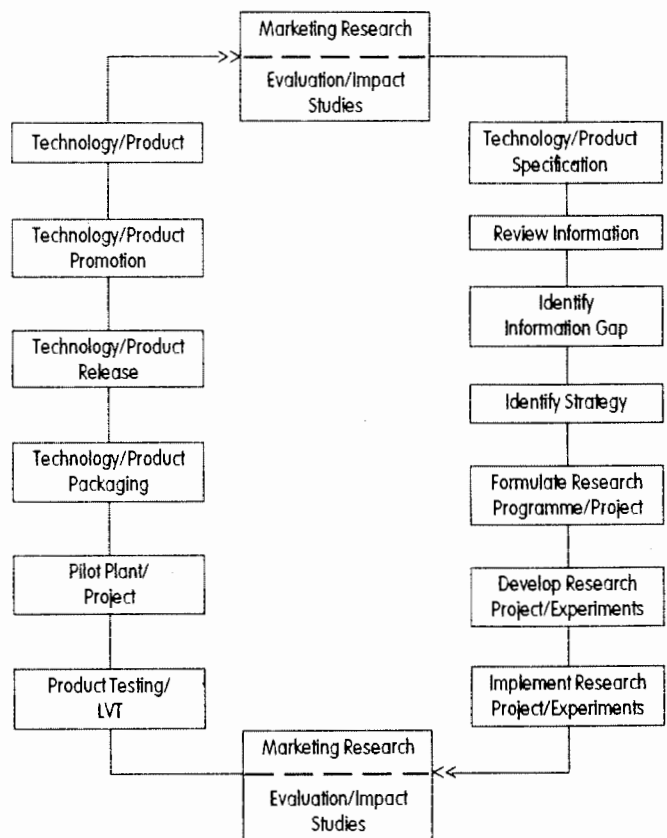 Marketing Research
Evaluation/Impact
Studies
Technology/Product
Specification
Review Information
Identify
Information Gap
Identify Strategy
Formulate Research
Programme/Project
Develop Research
Project/Experiments
Implement Research
Project/Experiments
Marketing Research
Evaluation/Impact
Studies
Product Testing/
LVT
Pilot Plant/
Project
Technology/Product
Packaging
Technology/Product
Release
Technology/Product
Promotion
Technology/Product